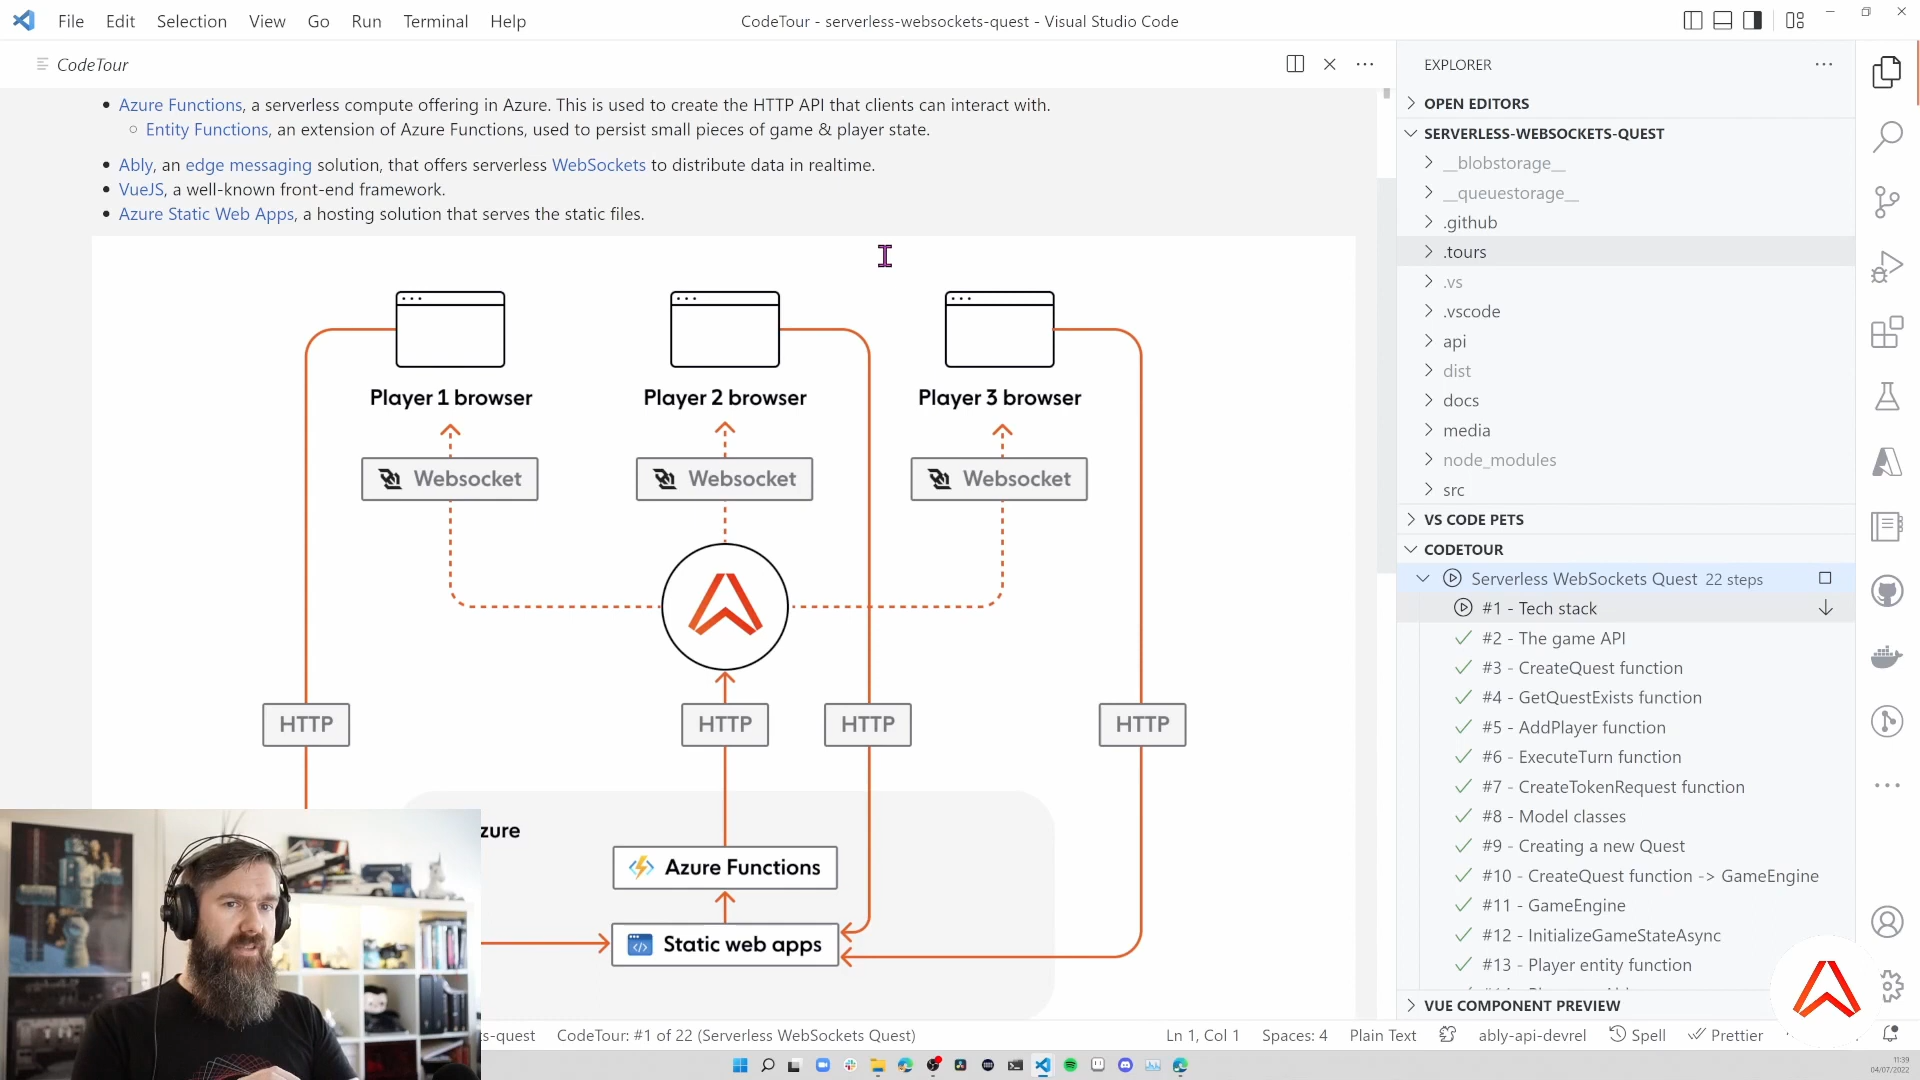 File Edit Selection View Go Run Terminal Help
CodeTour - serverless-websockets-quest - Visual Studio Code
CodeTour
Azure Functions, a serverless compute offering in Azure. This is used to create the HTTP API that clients can interact with.
Entity Functions, an extension of Azure Functions, used to persist small pieces of game & player state.
Ably, an edge messaging solution, that offers serverless WebSockets to distribute data in realtime.
VueJS, a well-known front-end framework.
Azure Static Web Apps, a hosting solution that serves the static files.
Player 1 browser
Player 2 browser
Player 3 browser
Websocket
Websocket
Websocket
HTTP
HTTP
HTTP
HTTP
zure
Azure Functions
Static web apps
EXPLORER
OPEN EDITORS
SERVERLESS-WEBSOCKETS-QUEST
__blobstorage__
__queuestorage__
.github
.tours
.vs
.vscode
api
dist
docs
media
node_modules
src
VS CODE PETS
CODETOUR
Serverless WebSockets Quest 22 steps
#1 - Tech stack
#2 - The game API
#3 - CreateQuest function
#4 - GetQuestExists function
#5 - AddPlayer function
#6 - ExecuteTurn function
#7 - CreateTokenRequest function
#8 - Model classes
#9 - Creating a new Quest
#10 - CreateQuest function -> GameEngine
#11 - GameEngine
#12 - InitializeGameStateAsync
#13 - Player entity function
VUE COMPONENT PREVIEW
ts-quest CodeTour: #1 of 22 (Serverless WebSockets Quest)
Ln 1, Col 1 Spaces: 4 Plain Text ably-api-devrel Spell Prettier
11:39
04/07/2022